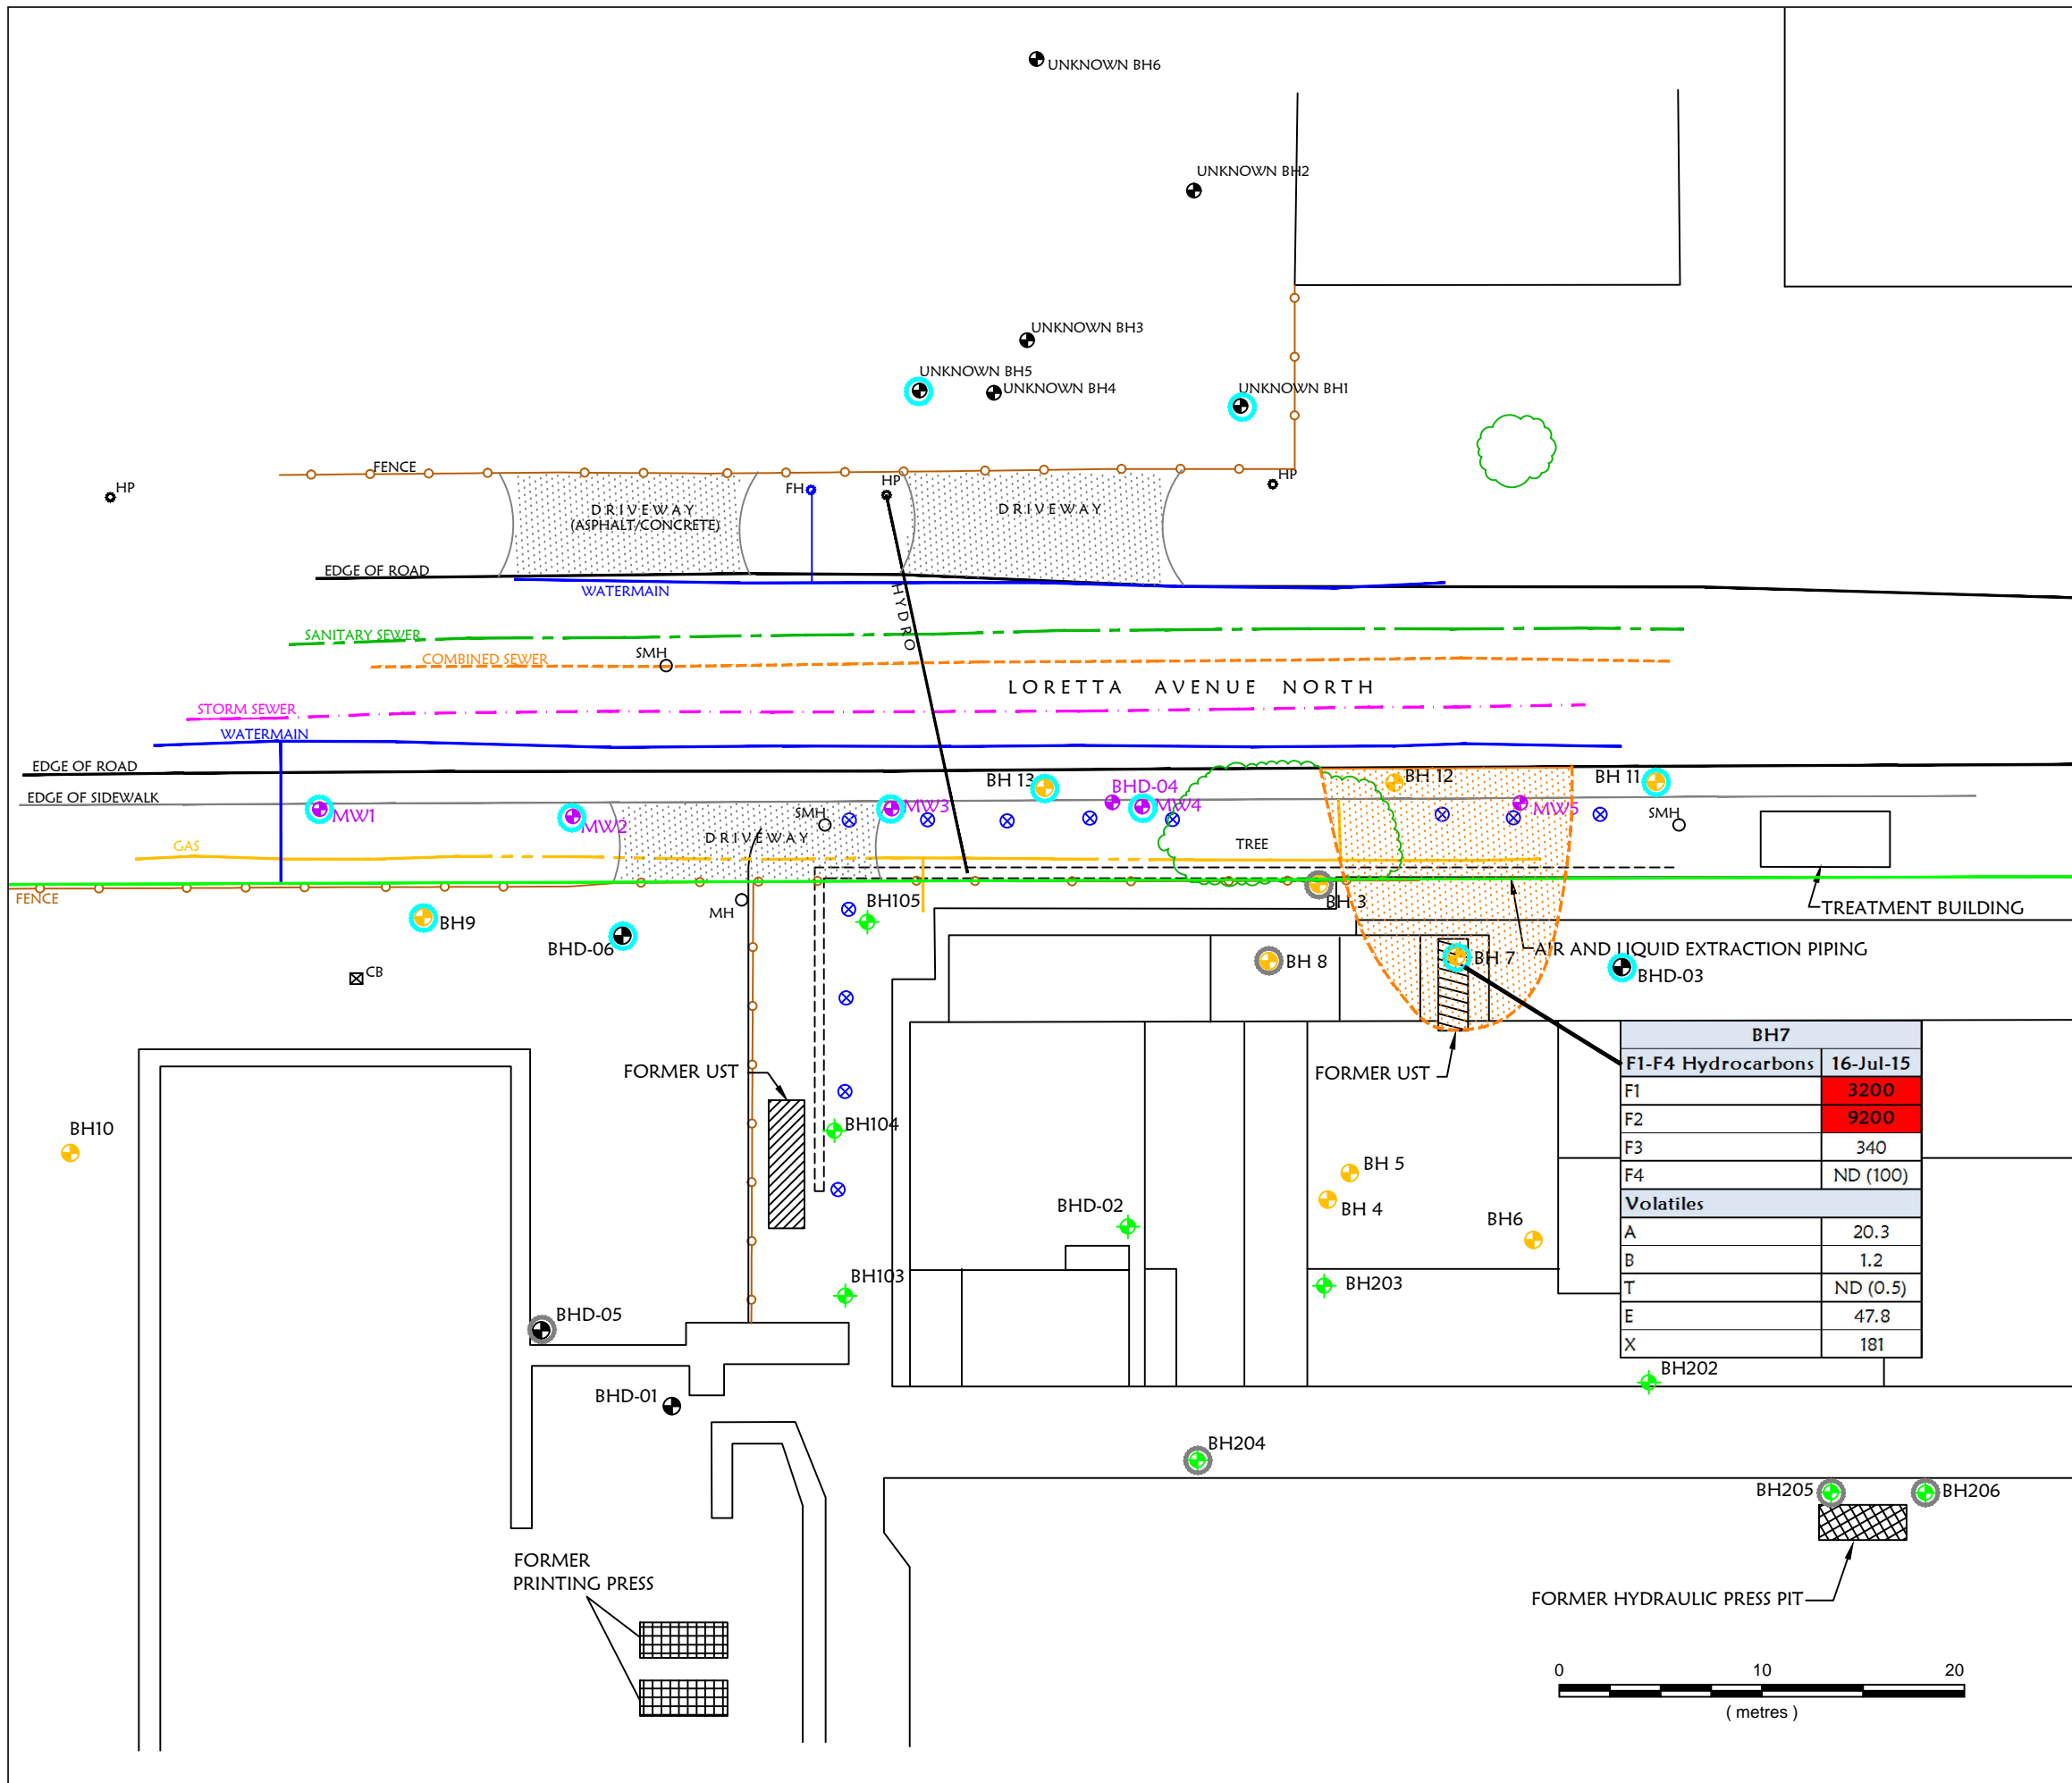 UNKNOWN BH6
UNKNOWN BH2
UNKNOWN BH3
UNKNOWN BH5
UNKNOWN BH4
UNKNOWN BH1
FENCE
HP
FH
HP
HP
DRIVEWAY
(ASPHALT/CONCRETE)
DRIVEWAY
EDGE OF ROAD
WATERMAIN
HYDRO
SANITARY SEWER
COMBINED SEWER
SMH
LORETTA AVENUE NORTH
STORM SEWER
WATERMAIN
EDGE OF ROAD
EDGE OF SIDEWALK
BH 13
BHD-04
BH 12
BH 11
MW1
MW2
MW3
MW4
MW5
SMH
SMH
DRIVEWAY
TREE
GAS
FENCE
MH
BH105
BH 3
TREATMENT BUILDING
BH9
BHD-06
CB
BH 8
BH 7
AIR AND LIQUID EXTRACTION PIPING
BHD-03
FORMER UST
FORMER UST
BH7
F1-F4 Hydrocarbons 16-Jul-15
F1 3200
F2 9200
F3 340
F4 ND (100)
Volatiles
A 20.3
B 1.2
T ND (0.5)
E 47.8
X 181
BH10
BH104
BH 5
BH 4
BHD-02
BH6
BH103
BH203
BHD-05
BH202
BHD-01
BH204
BH205
BH206
FORMER
PRINTING PRESS
FORMER HYDRAULIC PRESS PIT
0 10 20
( metres )